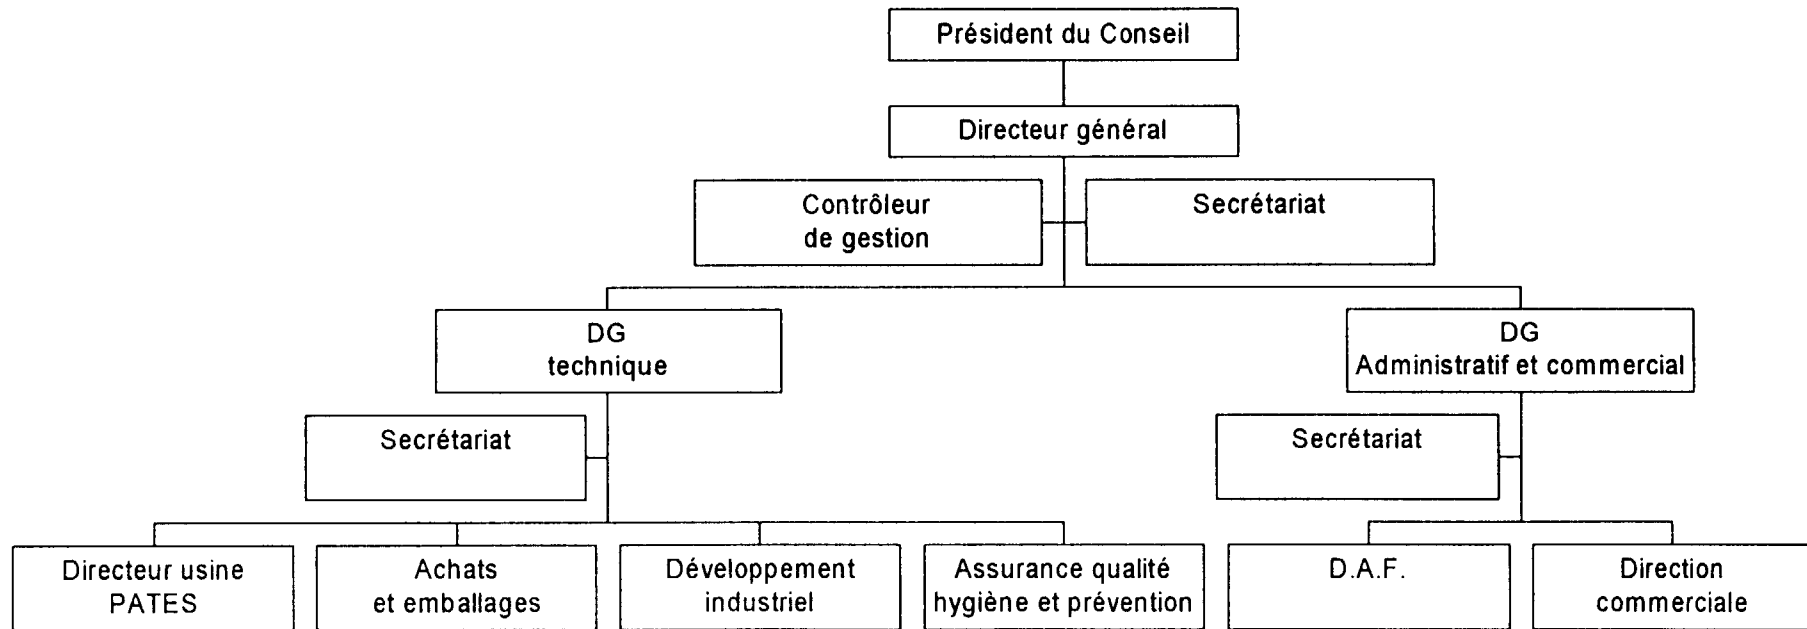 Président du Conseil
Directeur général
Contrôleur
de gestion
Secrétariat
DG
technique
DG
Administratif et commercial
Secrétariat
Secrétariat
Directeur usine
PATES
Achats
et emballages
Développement
industriel
Assurance qualité
hygiène et prévention
D.A.F.
Direction
commerciale